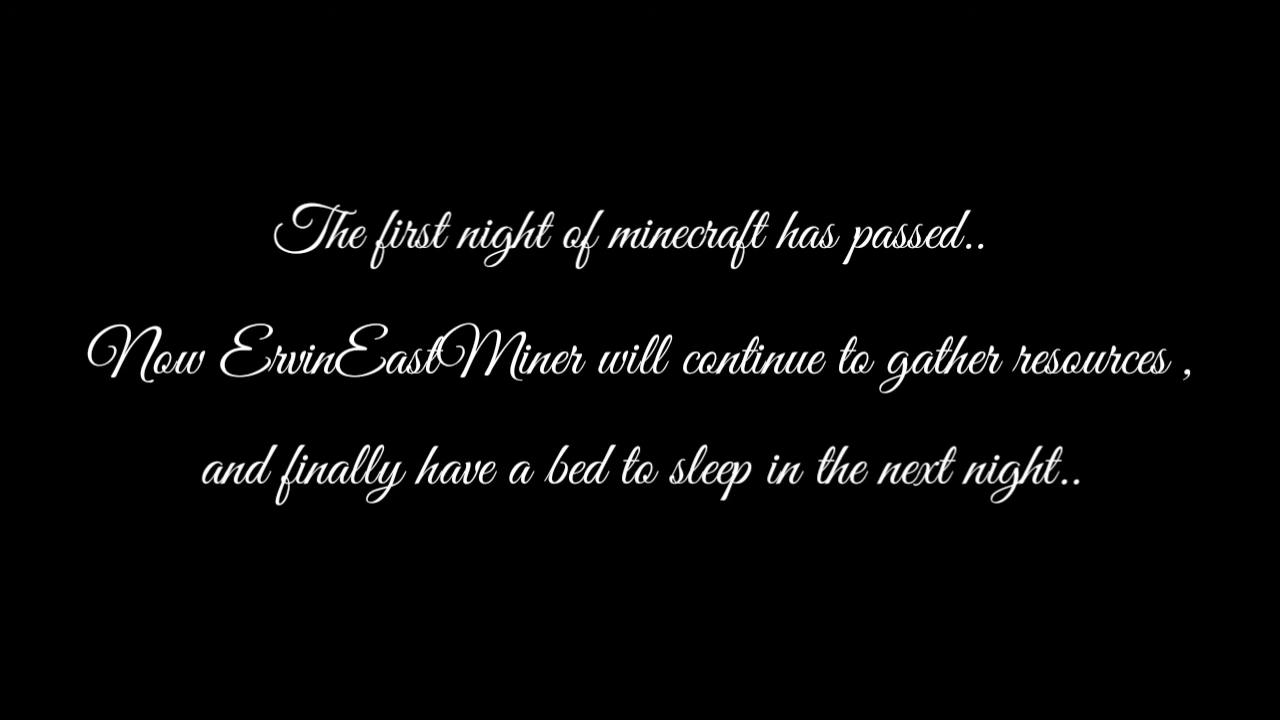 The first night of minecraft has passed..
Now ErvinEastMiner will continue to gather resources ,
and finally have a bed to sleep in the next night..